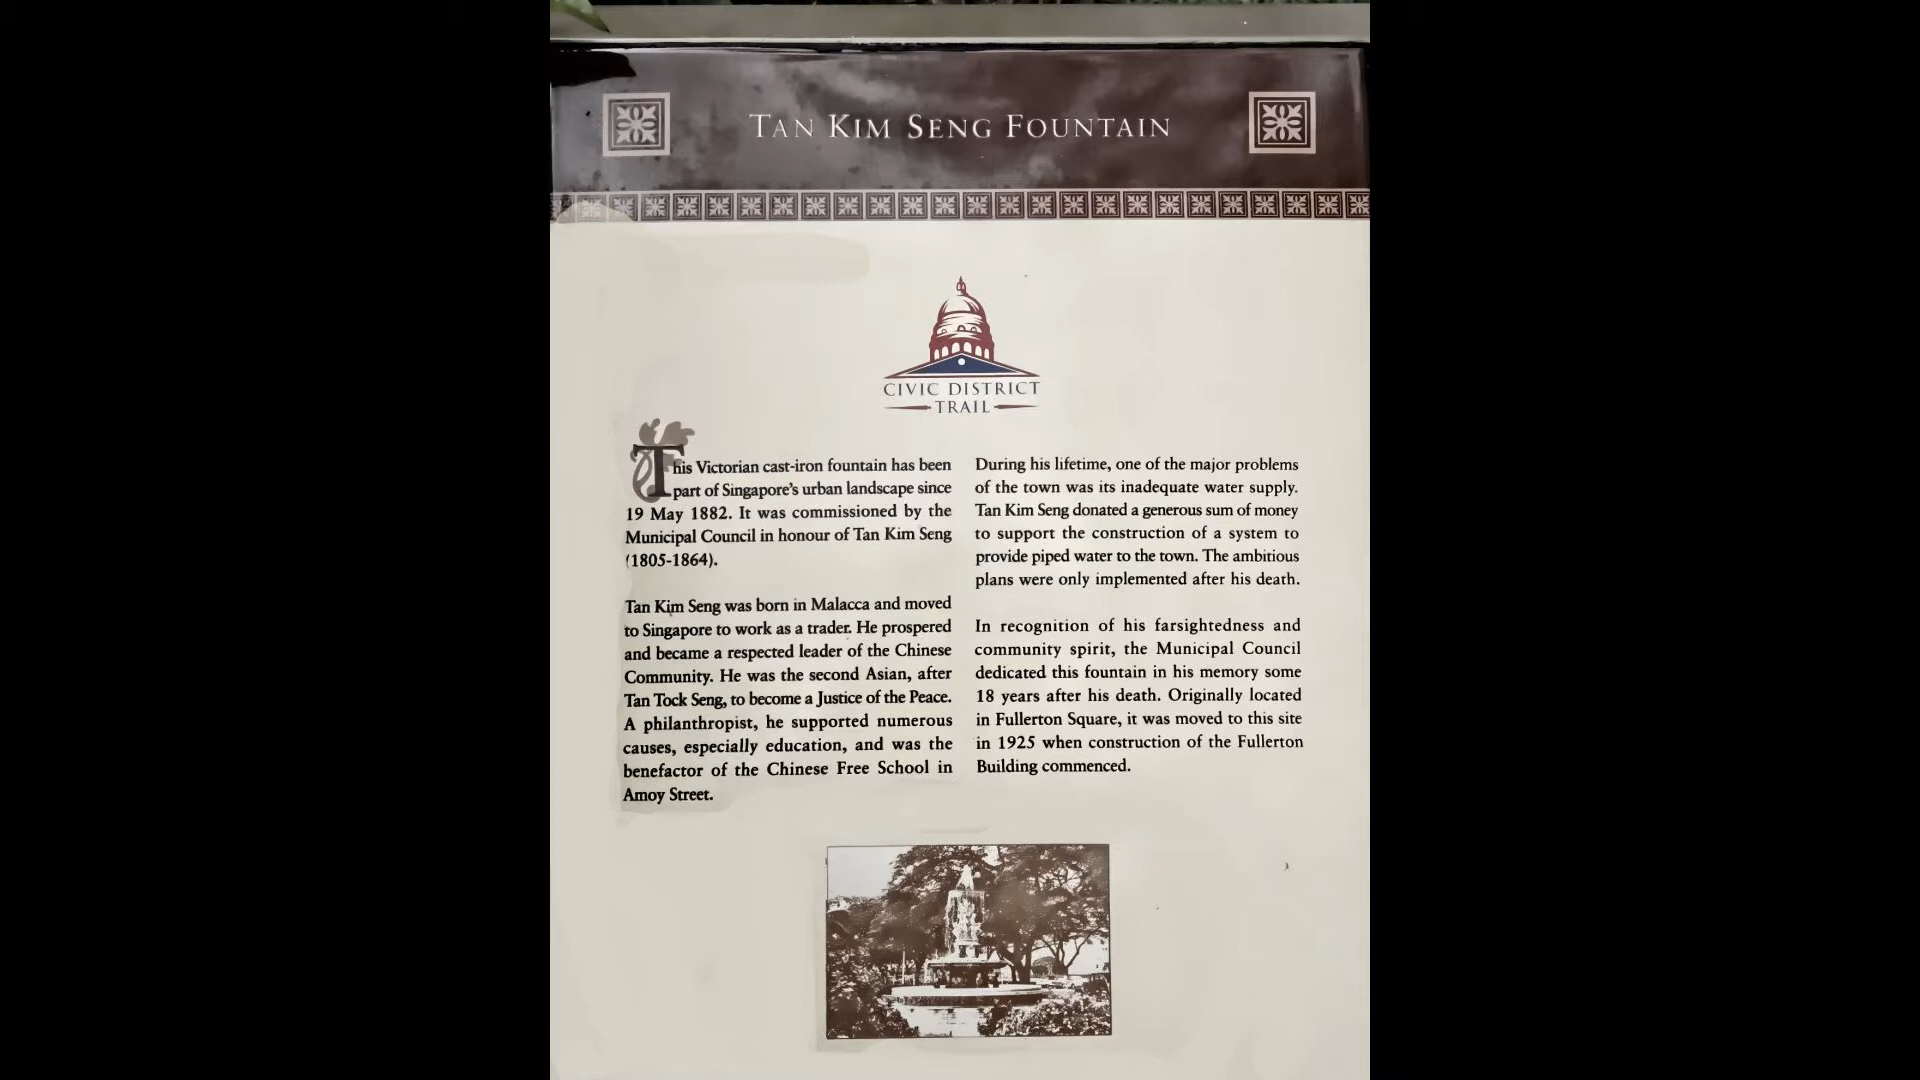 TAN KIM SENG FOUNTAIN
CIVIC DISTRICT
TRAIL
This Victorian cast-iron fountain has been
part of Singapore's urban landscape since
19 May 1882. It was commissioned by the
Municipal Council in honour of Tan Kim Seng
(1805-1864).
Tan Kim Seng was born in Malacca and moved
to Singapore to work as a trader. He prospered
and became a respected leader of the Chinese
Community. He was the second Asian, after
Tan Tock Seng, to become a Justice of the Peace.
A philanthropist, he supported numerous
causes, especially education, and was the
benefactor of the Chinese Free School in
Amoy Street.
During his lifetime, one of the major problems
of the town was its inadequate water supply.
Tan Kim Seng donated a generous sum of money
to support the construction of a system to
provide piped water to the town. The ambitious
plans were only implemented after his death.
In recognition of his farsightedness and
community spirit, the Municipal Council
dedicated this fountain in his memory some
18 years after his death. Originally located
in Fullerton Square, it was moved to this site
in 1925 when construction of the Fullerton
Building commenced.